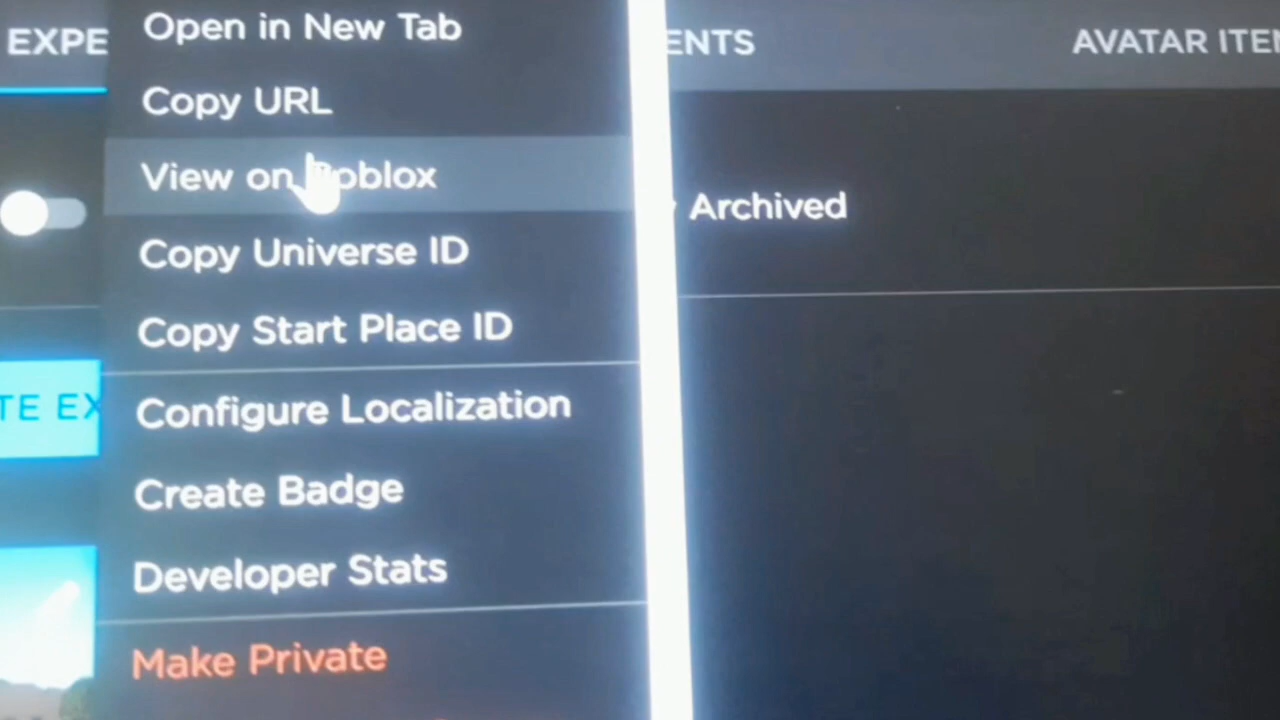 EXPE
Open in New Tab
Copy URL
View on Roblox
Copy Universe ID
Copy Start Place ID
TE EX
Configure Localization
Create Badge
Developer Stats
Make Private
ENTS
AVATAR ITE
Archived